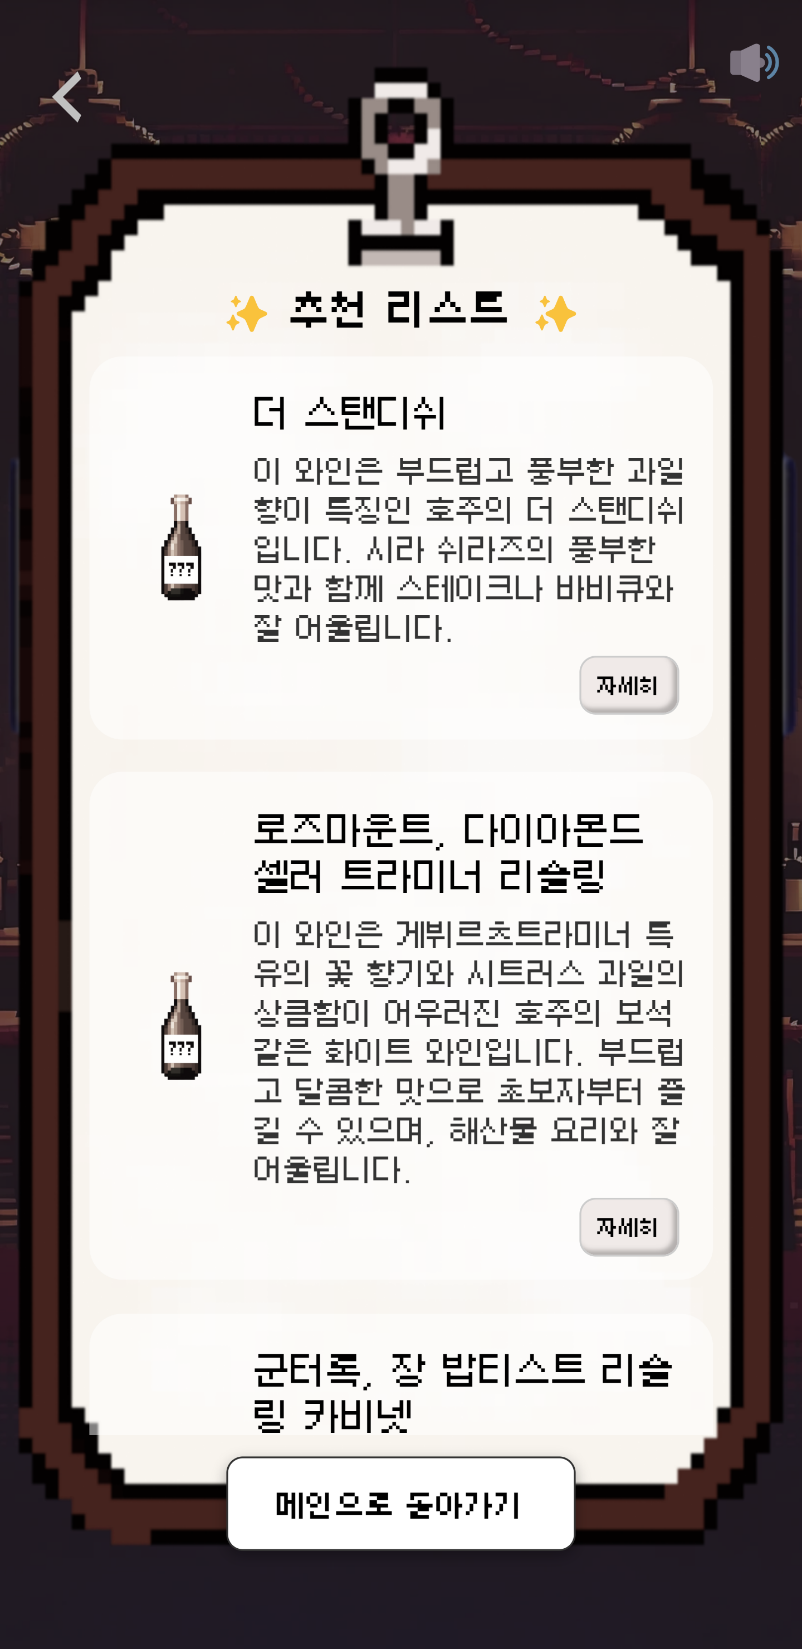 ✨ 추천 리스트 ✨
더 스탠디쉬
이 와인은 부드럽고 풍부한 과일
향이 특징인 호주의 더 스탠디쉬
입니다. 시라 쉬라즈의 풍부한
맛과 함께 스테이크나 바비큐와
잘 어울립니다.
???
자세히
로즈마운트, 다이아몬드
셀러 트라미너 리슬링
이 와인은 게뷔르츠트라미너 특
유의 꽃 향기와 시트러스 과일의
상큼함이 어우러진 호주의 보석
같은 화이트 와인입니다. 부드럽
고 달콤한 맛으로 초보자부터 즐
길 수 있으며, 해산물 요리와 잘
어울립니다.
???
자세히
군터록, 장 밥티스트 리슬
링 카비넷
메인으로 돌아가기